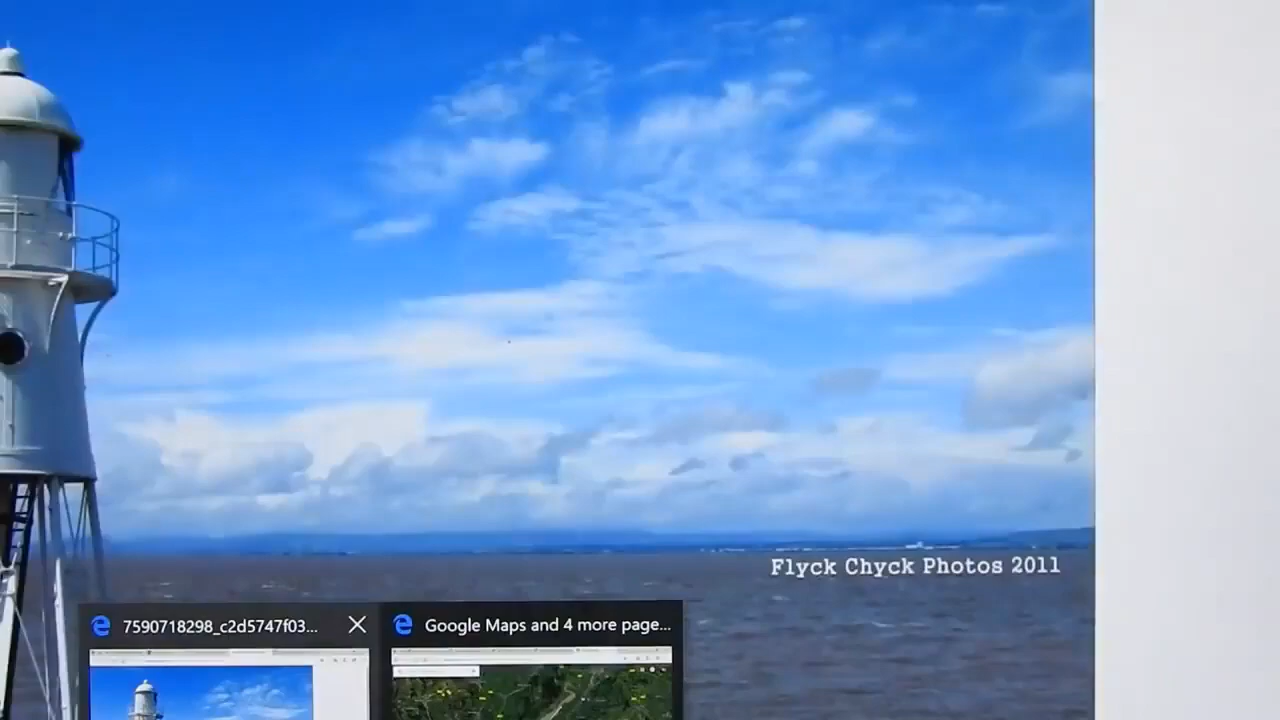 Flyck Chyck Photos 2011
7590718298_c2d5747f03...
Google Maps and 4 more page...